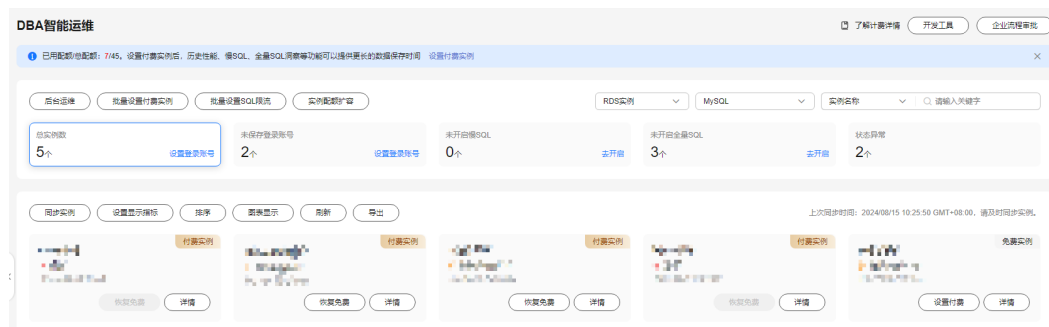 DBA智能运维
了解计费详情 开发工具 企业流程审批
已用配额/总配额：7/45。设置付费实例后，历史性能、慢SQL、全量SQL洞察等功能可以提供更长的数据保存时间 设置付费实例
后台运维 批量设置付费实例 批量设置SQL限流 实例配额扩容 RDS实例 MySQL 实例名称 请输入关键字
总实例数 未保存登录账号 未开启慢SQL 未开启全量SQL 状态异常
5个 设置登录账号 2个 设置登录账号 0个 去开启 3个 去开启 2个
同步实例 设置显示指标 排序 图表显示 刷新 导出 上次同步时间：2024/08/15 10:25:50 GMT+08:00，请及时同步实例。
付费实例 付费实例 付费实例 付费实例 免费实例
恢复免费 详情 恢复免费 详情 恢复免费 详情 恢复免费 详情 设置付费 详情